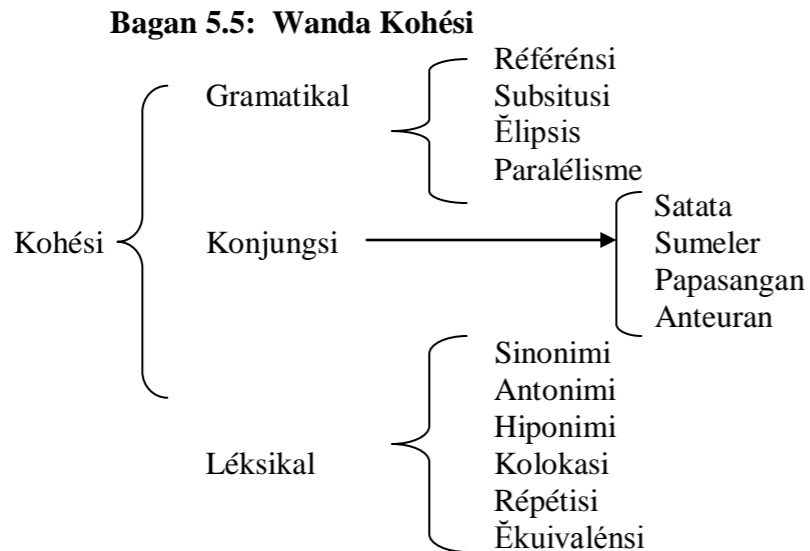 Bagan 5.5: Wanda Kohési
Référénsi
Gramatikal
Subsitusi
Ĕlipsis
Paralélisme
Satata
Kohési
Konjungsi
Sumeler
Papasangan
Anteuran
Sinonimi
Antonimi
Hiponimi
Léksikal
Kolokasi
Répétisi
Ĕkuivalénsi